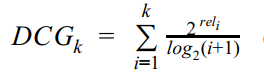 DCG_k = \sum_{i=1}^{k} \frac{2^{rel_i}}{log_2(i+1)} (